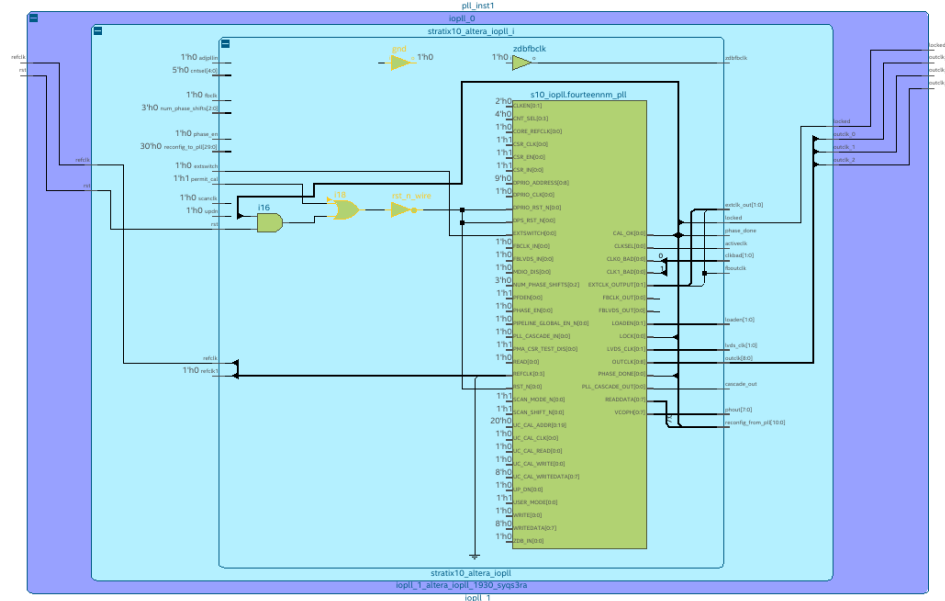 pll_inst1
iopll_0
stratix10_altera_iopll_i
refclk
rst
refclk
rst
1'h0 adjpllin
5'h0 cntsel[4:0]
1'h0 fboclk
3'h0 num_phase_shifts[2:0]
1'h0 phase_en
30'h0 reconfig_to_pll[29:0]
1'h0 extswitch
1'h1 permit_cal
1'h0 scanclk
1'h0 updn
rst
refclk
1'h0 refclk1
gnd
1'h0
zdbfbclk
1'h0
zdbfbclk
i16
i18
rst_n_wire
s10_iopll.fourteennm_pll
2'h0 CLKEN[0:1]
4'h0 CNT_SEL[0:3]
1'h0 CORE_REFCLK[0:0]
1'h1 CSR_CLK[0:0]
1'h1 CSR_EN[0:0]
1'h1 CSR_IN[0:0]
9'h0 DPRIO_ADDRESS[0:8]
1'h0 DPRIO_CLK[0:0]
DPRIO_RST_N[0:0]
DPS_RST_N[0:0]
EXTSWITCH[0:0]
1'h0 FBCLK_IN[0:0]
1'h0 FBLVDS_IN[0:0]
1'h0 MDIO_DIS[0:0]
3'h0 NUM_PHASE_SHIFTS[0:2]
1'h1 PFDEN[0:0]
1'h0 PHASE_EN[0:0]
1'h0 PIPELINE_GLOBAL_EN_N[0:0]
1'h0 PLL_CASCADE_IN[0:0]
1'h1 PMA_CSR_TEST_DIS[0:0]
1'h0 READ[0:0]
REFCLK[0:3]
RST_N[0:0]
1'h1 SCAN_MODE_N[0:0]
1'h1 SCAN_SHIFT_N[0:0]
20'h0 UC_CAL_ADDR[0:19]
1'h0 UC_CAL_CLK[0:0]
1'h0 UC_CAL_READ[0:0]
1'h0 UC_CAL_WRITE[0:0]
8'h0 UC_CAL_WRITEDATA[0:7]
1'h0 UP_DN[0:0]
1'h1 USER_MODE[0:0]
1'h0 WRITE[0:0]
8'h0 WRITEDATA[0:7]
1'h0 ZDB_IN[0:0]
CAL_OK[0:0]
CLKSEL[0:0]
CLK0_BAD[0:0]
CLK1_BAD[0:0]
EXTCLK_OUTPUT[0:1]
FBCLK_OUT[0:0]
FBLVDS_OUT[0:0]
LOADEN[0:1]
LOCK[0:0]
LVDS_CLK[0:1]
OUTCLK[0:8]
PHASE_DONE[0:0]
PLL_CASCADE_OUT[0:0]
READDATA[0:7]
VCOPH[0:7]
0
1
extclk_out[1:0]
locked
phase_done
activeclk
clkbad[1:0]
fboutclk
loaden[1:0]
lvds_clk[1:0]
outclk[8:0]
cascade_out
phout[7:0]
reconfig_from_pll[10:0]
locked
outclk_0
outclk_1
outclk_2
locked
outclk
outclk
outclk
stratix10_altera_iopll
iopll_1_altera_iopll_1930_syqs3ra
iopll_1